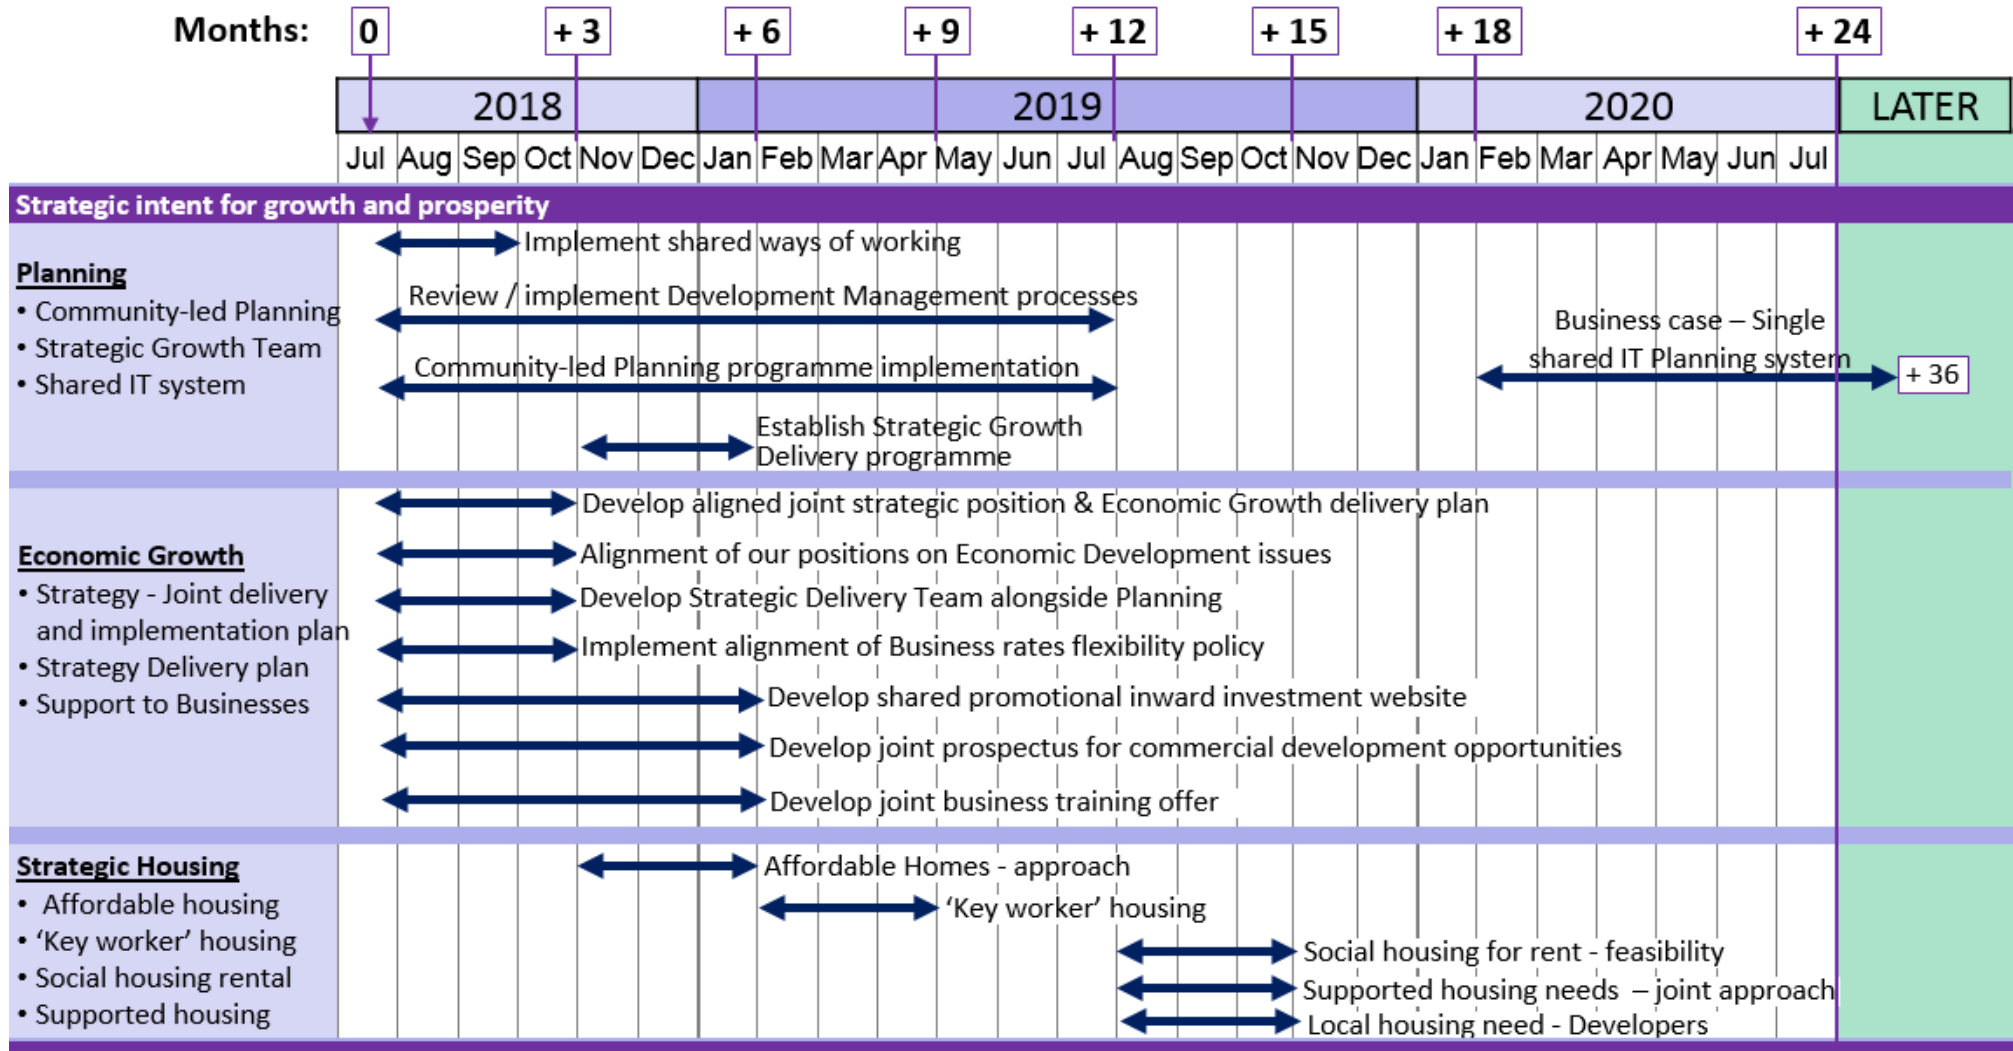 Months: 0 + 3 + 6 + 9 + 12 + 15 + 18 + 24
2018 2019 2020 LATER
Jul Aug Sep Oct Nov Dec Jan Feb Mar Apr May Jun Jul Aug Sep Oct Nov Dec Jan Feb Mar Apr May Jun Jul
Strategic intent for growth and prosperity
Planning
• Community-led Planning
• Strategic Growth Team
• Shared IT system
Implement shared ways of working
Review / implement Development Management processes
Business case – Single
shared IT Planning system
+ 36
Community-led Planning programme implementation
Establish Strategic Growth
Delivery programme
Economic Growth
• Strategy - Joint delivery
and implementation plan
• Strategy Delivery plan
• Support to Businesses
Develop aligned joint strategic position & Economic Growth delivery plan
Alignment of our positions on Economic Development issues
Develop Strategic Delivery Team alongside Planning
Implement alignment of Business rates flexibility policy
Develop shared promotional inward investment website
Develop joint prospectus for commercial development opportunities
Develop joint business training offer
Strategic Housing
• Affordable housing
• ‘Key worker’ housing
• Social housing rental
• Supported housing
Affordable Homes - approach
‘Key worker’ housing
Social housing for rent - feasibility
Supported housing needs – joint approach
Local housing need - Developers